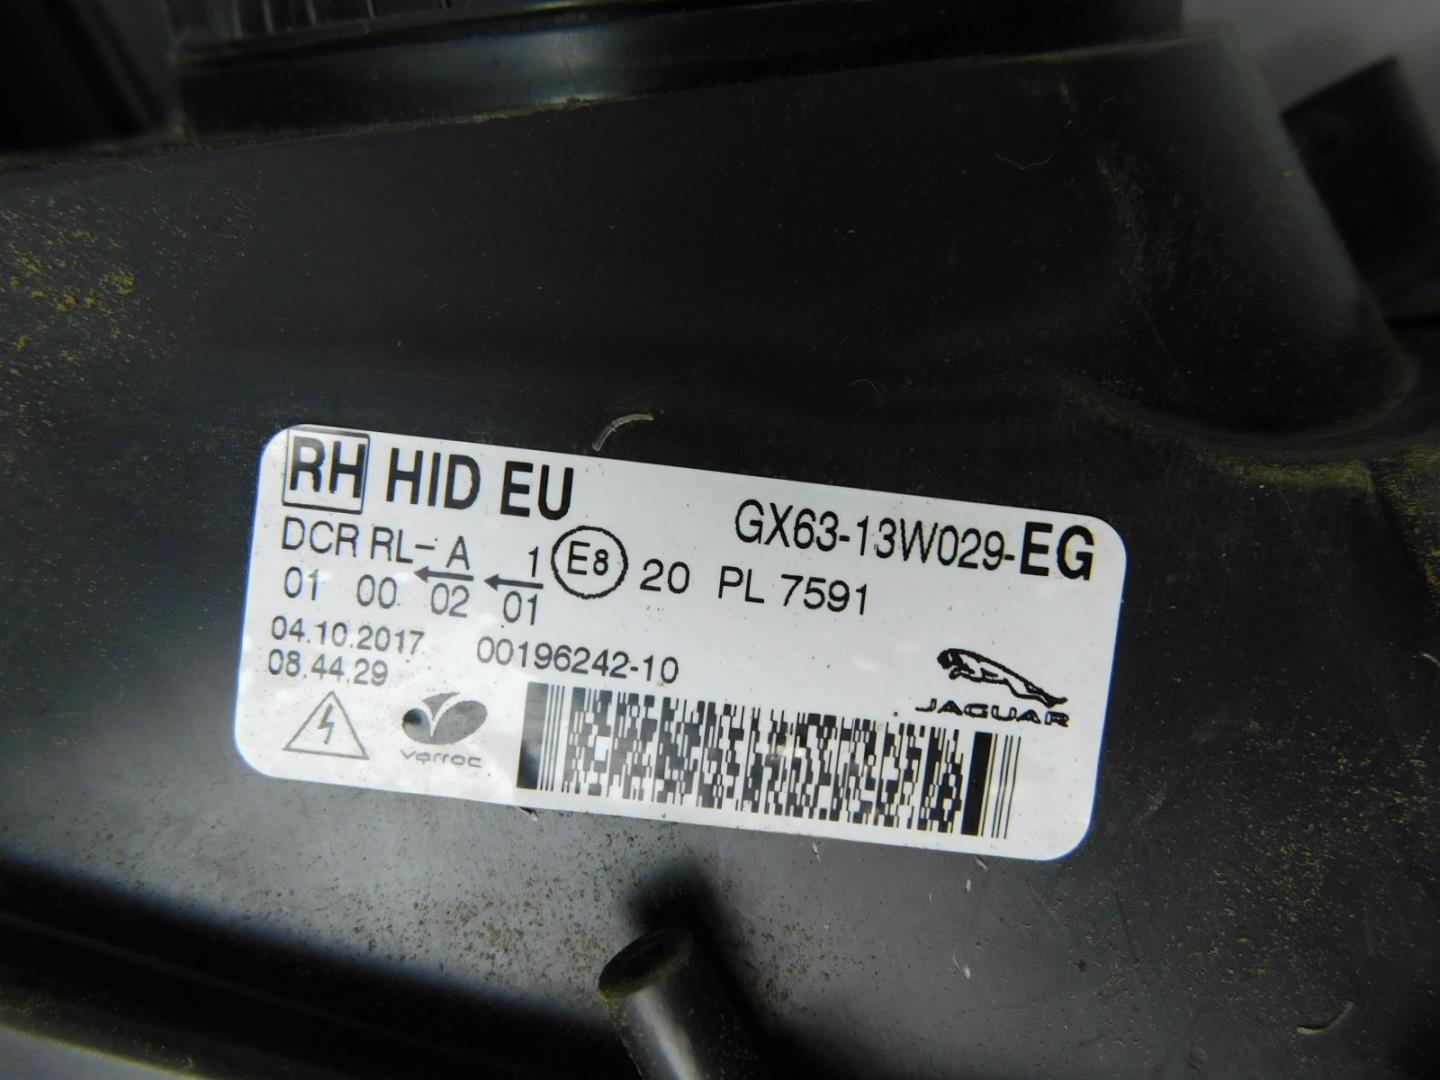 RH HID EU
GX63-13W029-EG
DCR RL- A 1 E8 20 PL 7591
01 00 02 01
04.10.2017 00196242-10
08.44.29
Varroc
JAGUAR